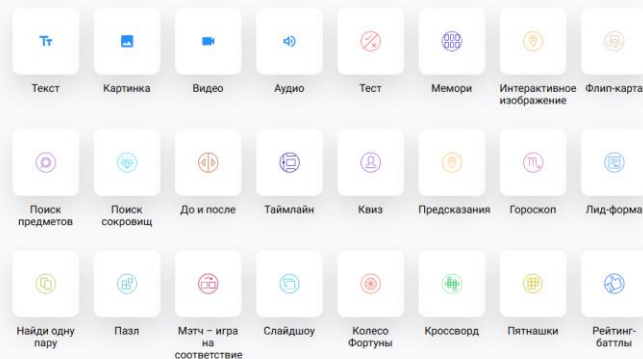 Текст
Картинка
Видео
Аудио
Тест
Мемори
Интерактивное
изображение
Флип-карта
Поиск
предметов
Поиск
сокровищ
До и после
Таймлайн
Квиз
Предсказания
Гороскоп
Лид-форма
Найди одну
пару
Пазл
Мэтч – игра
на
соответствие
Слайдшоу
Колесо
Фортуны
Кроссворд
Пятнашки
Рейтинг-
баттлы